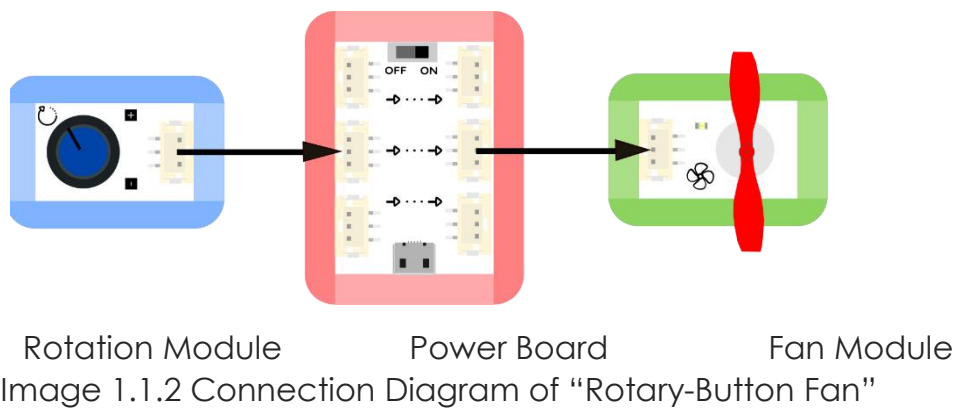 OFF ON
Rotation Module Power Board Fan Module
Image 1.1.2 Connection Diagram of “Rotary-Button Fan”